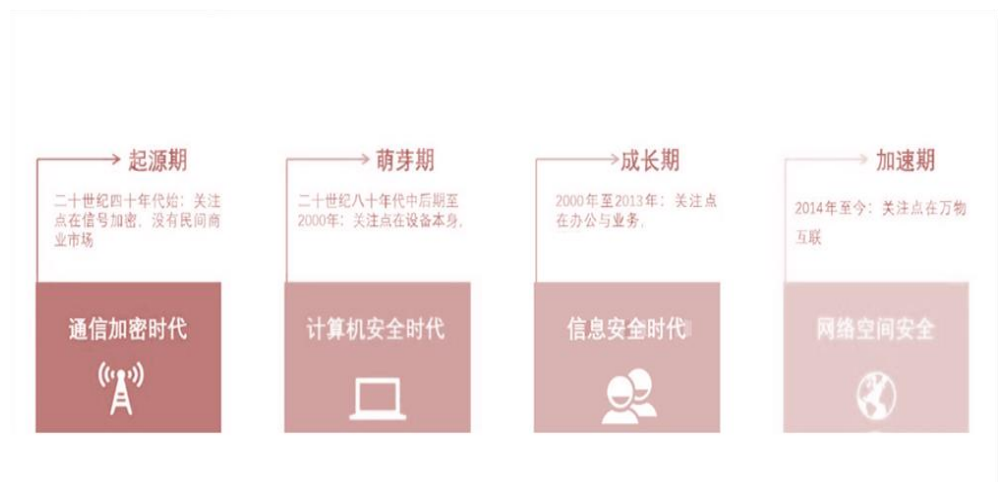 起源期
二十世纪四十年代始：关注
点在信号加密，没有民间商
业市场
通信加密时代
萌芽期
二十世纪八十年代中后期至
2000年：关注点在设备本身，
计算机安全时代
成长期
2000年至2013年：关注点
在办公与业务，
信息安全时代
加速期
2014年至今：关注点在万物
互联
网络空间安全